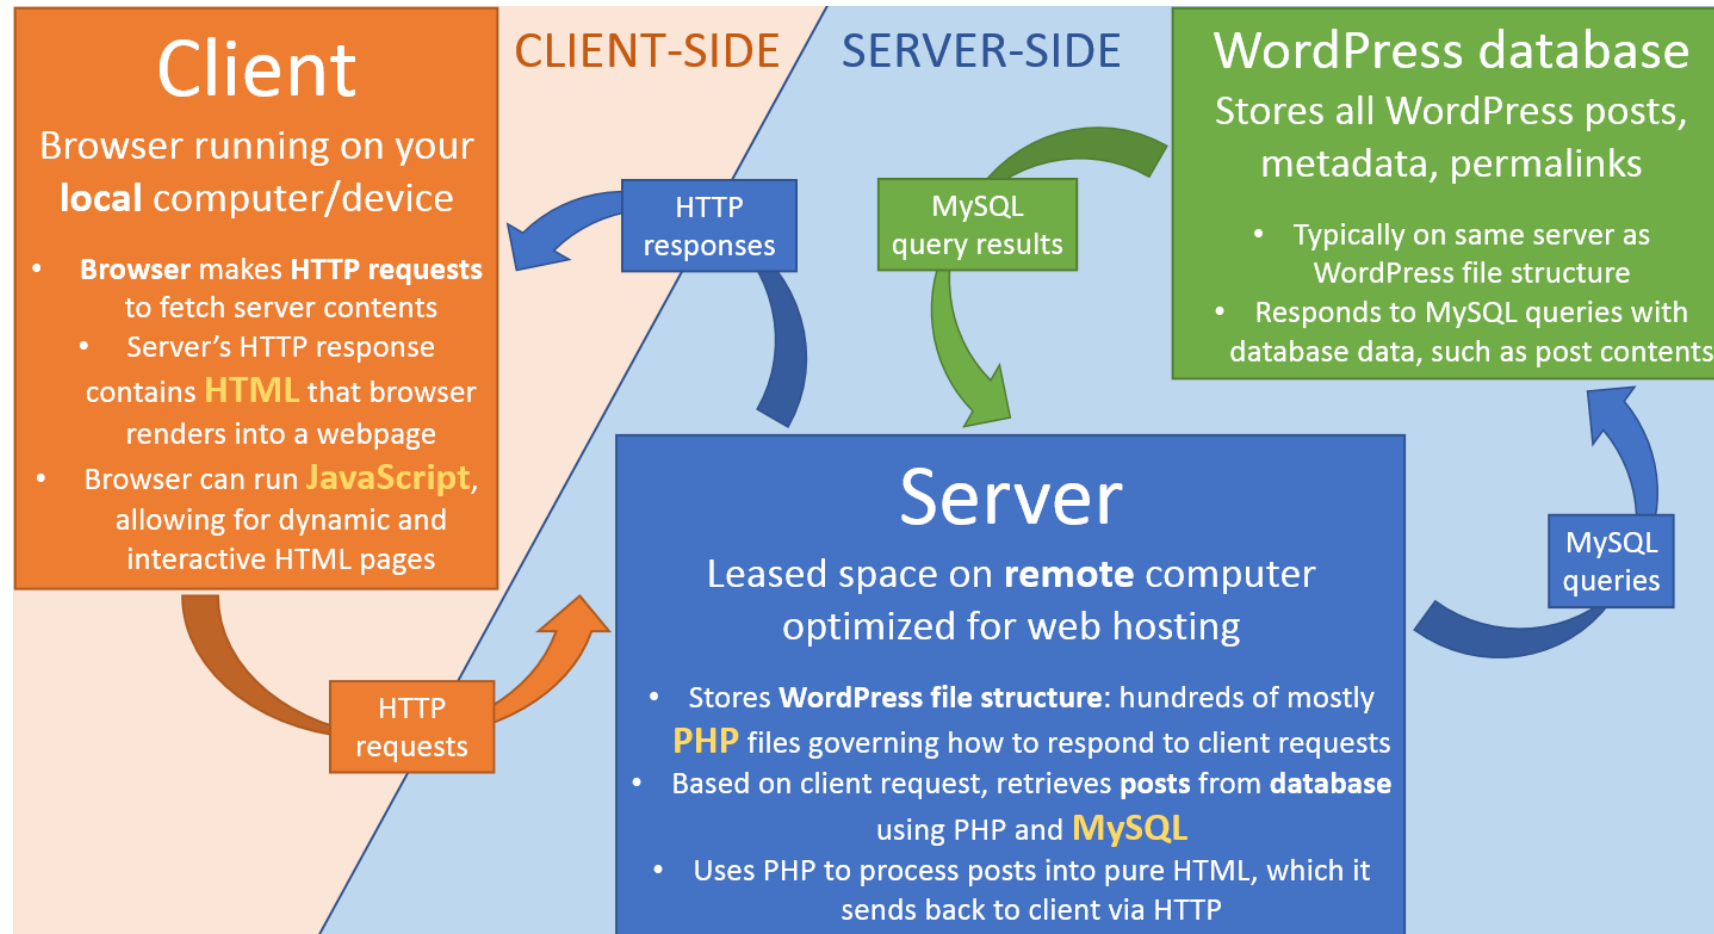 Client
Browser running on your
local computer/device
• Browser makes HTTP requests
to fetch server contents
• Server’s HTTP response
contains HTML that browser
renders into a webpage
• Browser can run JavaScript,
allowing for dynamic and
interactive HTML pages
CLIENT-SIDE
SERVER-SIDE
HTTP
responses
MySQL
query results
WordPress database
Stores all WordPress posts,
metadata, permalinks
• Typically on same server as
WordPress file structure
• Responds to MySQL queries with
database data, such as post contents
HTTP
requests
Server
Leased space on remote computer
optimized for web hosting
• Stores WordPress file structure: hundreds of mostly
PHP files governing how to respond to client requests
• Based on client request, retrieves posts from database
using PHP and MySQL
• Uses PHP to process posts into pure HTML, which it
sends back to client via HTTP
MySQL
queries